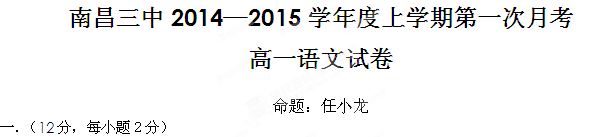 南昌三中 2014—2015 学年度上学期第一次月考
高一语文试卷
命题：任小龙
一．（12分，每小题２分）